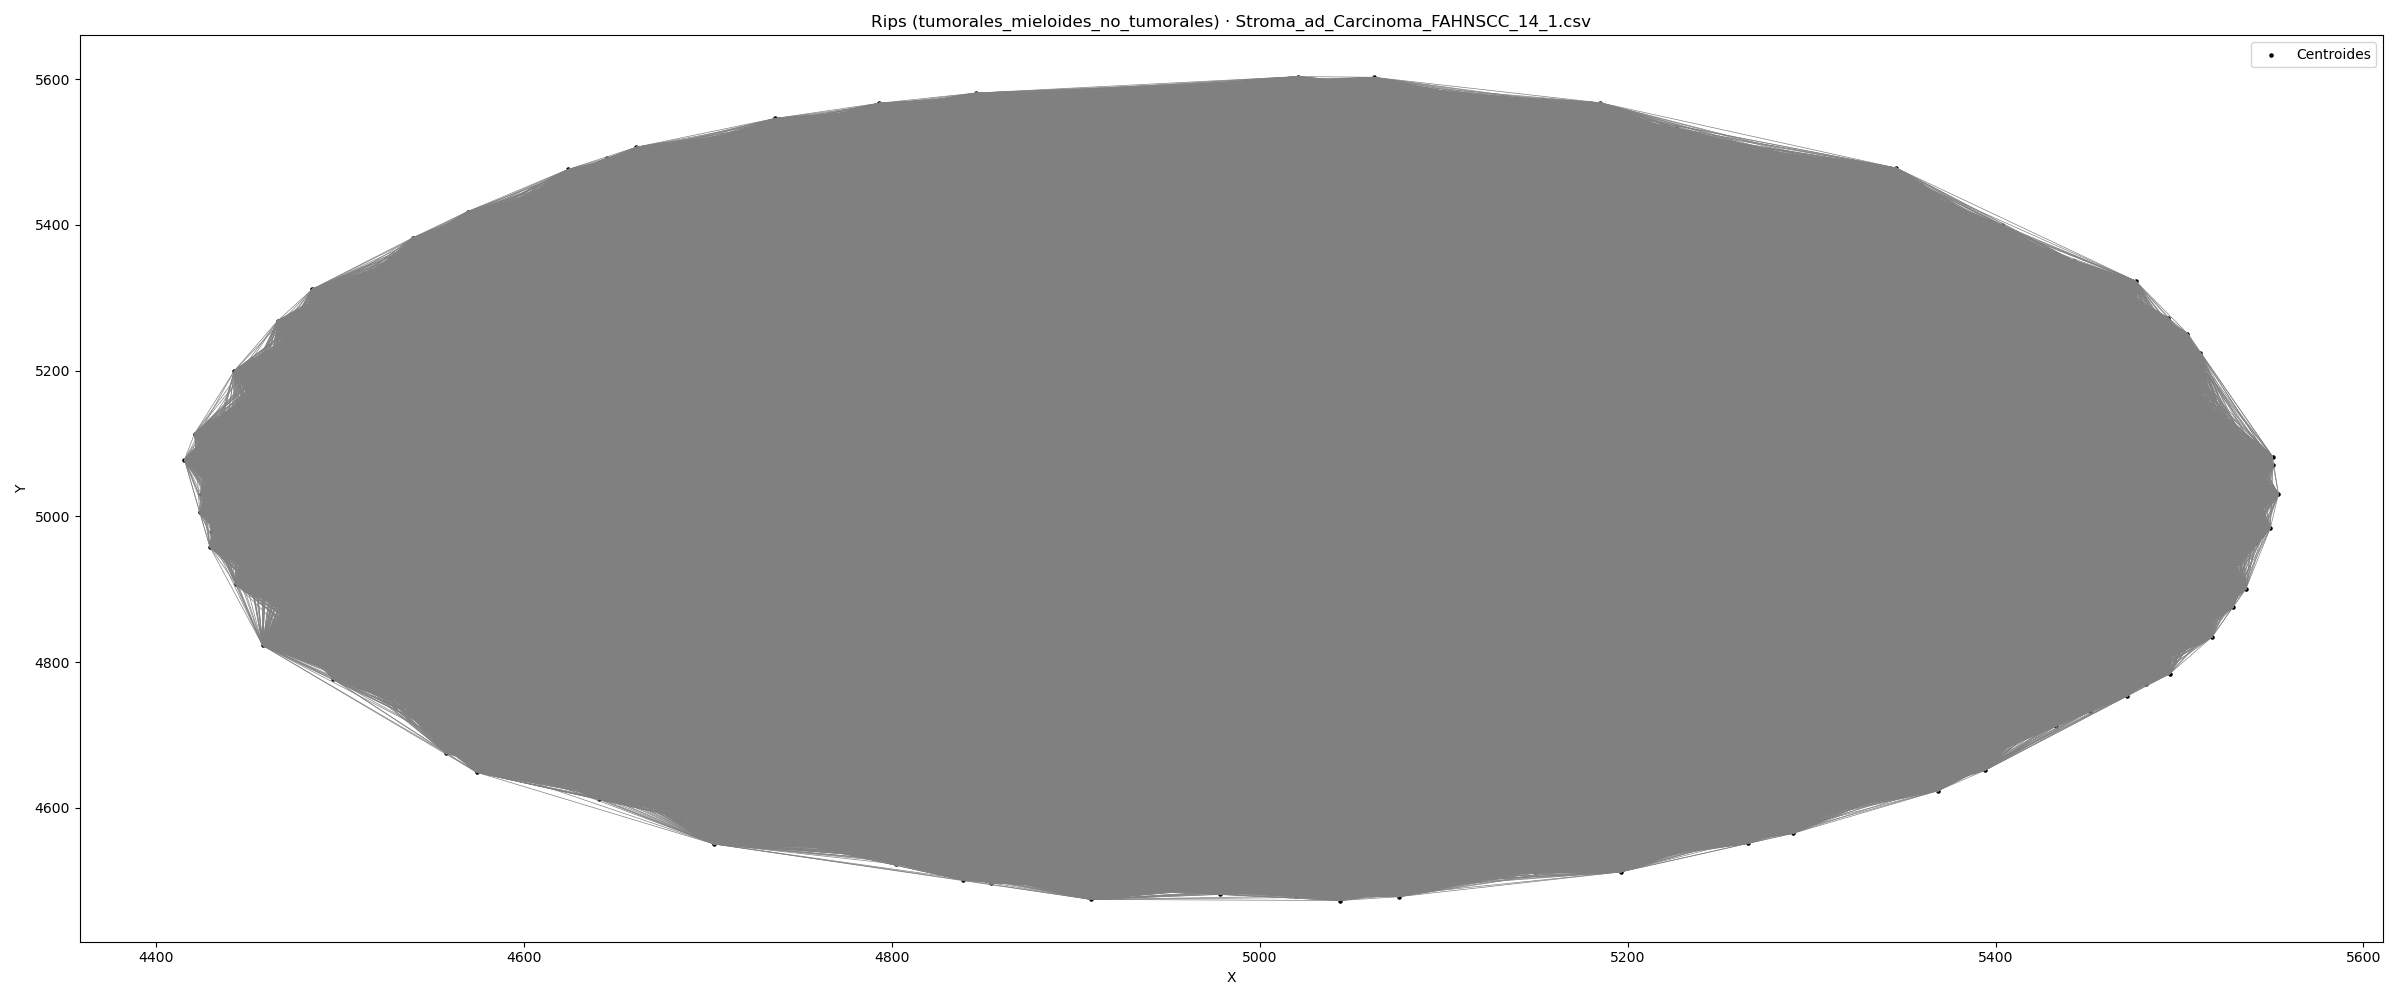 Rips (tumorales_mieloides_no_tumorales) · Stroma_ad_Carcinoma_FAHNSCC_14_1.csv
Centroides
5600
5400
5200
5000
4800
4600
Y
4400 4600 4800 5000 5200 5400 5600
X